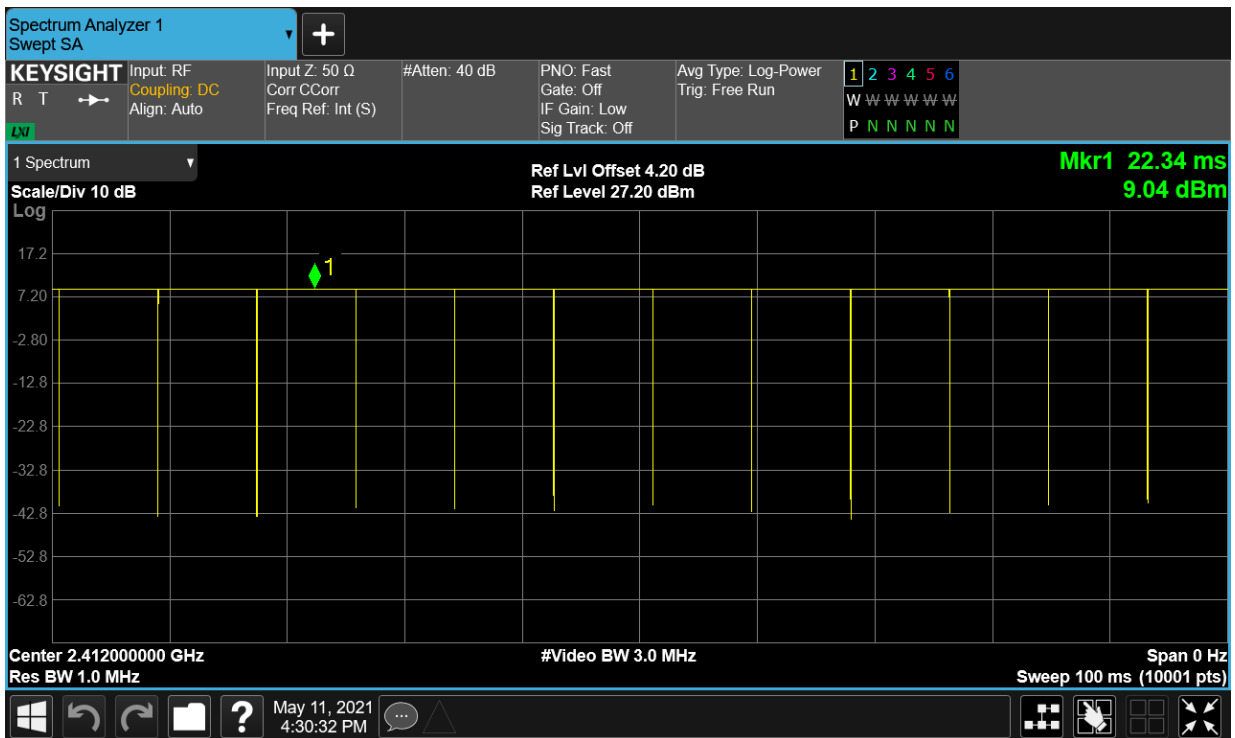 Spectrum Analyzer 1
Swept SA
KEYSIGHT
R T
LXI
Input: RF
Coupling: DC
Align: Auto
Input Z: 50 Ω
Corr CCorr
Freq Ref: Int (S)
#Atten: 40 dB
PNO: Fast
Gate: Off
IF Gain: Low
Sig Track: Off
Avg Type: Log-Power
Trig: Free Run
1 2 3 4 5 6
W W W W W W
P N N N N N
1 Spectrum
Scale/Div 10 dB
Log
Ref Lvl Offset 4.20 dB
Ref Level 27.20 dBm
Mkr1 22.34 ms
9.04 dBm
1
17.2
7.20
-2.80
-12.8
-22.8
-32.8
-42.8
-52.8
-62.8
Center 2.412000000 GHz
Res BW 1.0 MHz
#Video BW 3.0 MHz
Span 0 Hz
Sweep 100 ms (10001 pts)
?
May 11, 2021
4:30:32 PM